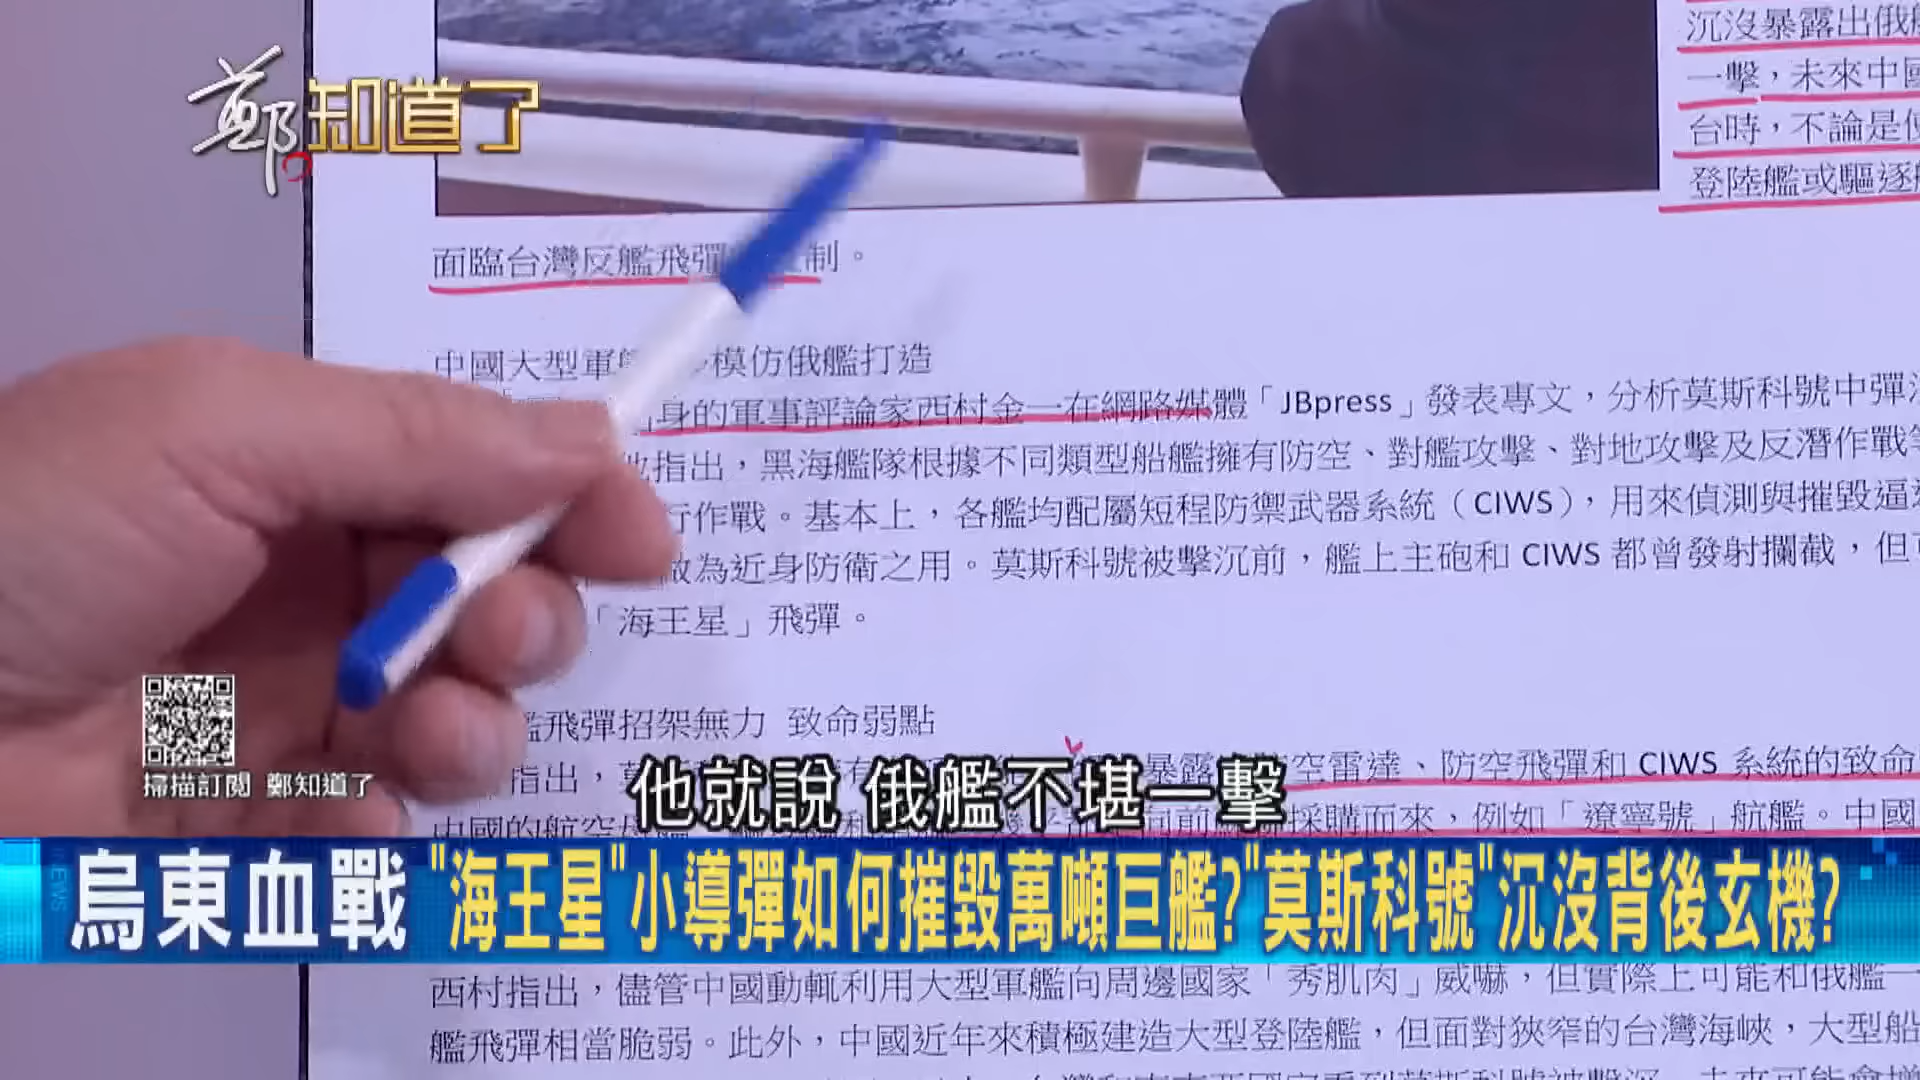 鄭知道了
沉沒暴露出俄
一擊，未來中國
台時，不論是
登陸艦或驅逐
面臨台灣反艦飛彈 制。
中國大型軍 模仿俄艦打造
身的軍事評論家西村金一在網路媒體「JBpress」發表專文，分析莫斯科號中彈
指出，黑海艦隊根據不同類型船艦擁有防空、對艦攻擊、對地攻擊及反潛作戰
行作戰。基本上，各艦均配屬短程防禦武器系統（CIWS），用來偵測與摧毀逼
做為近身防衛之用。莫斯科號被擊沉前，艦上主砲和 CIWS 都曾發射攔截，但
「海王星」飛彈。
艦飛彈招架無力 致命弱點
指出， 暴露 空雷達、防空飛彈和 CIWS 系統的致命
他就說 俄艦不堪一擊
掃描訂閱 鄭知道了
中國的航空母艦 採購而來，例如「遼寧號」航艦。中國
烏東血戰
"海王星"小導彈如何摧毀萬噸巨艦?"莫斯科號"沉沒背後玄機?
NEWS
西村指出，儘管中國動輒利用大型軍艦向周邊國家「秀肌肉」威嚇，但實際上可能和俄艦一
艦飛彈相當脆弱。此外，中國近年來積極建造大型登陸艦，但面對狹窄的台灣海峽，大型船